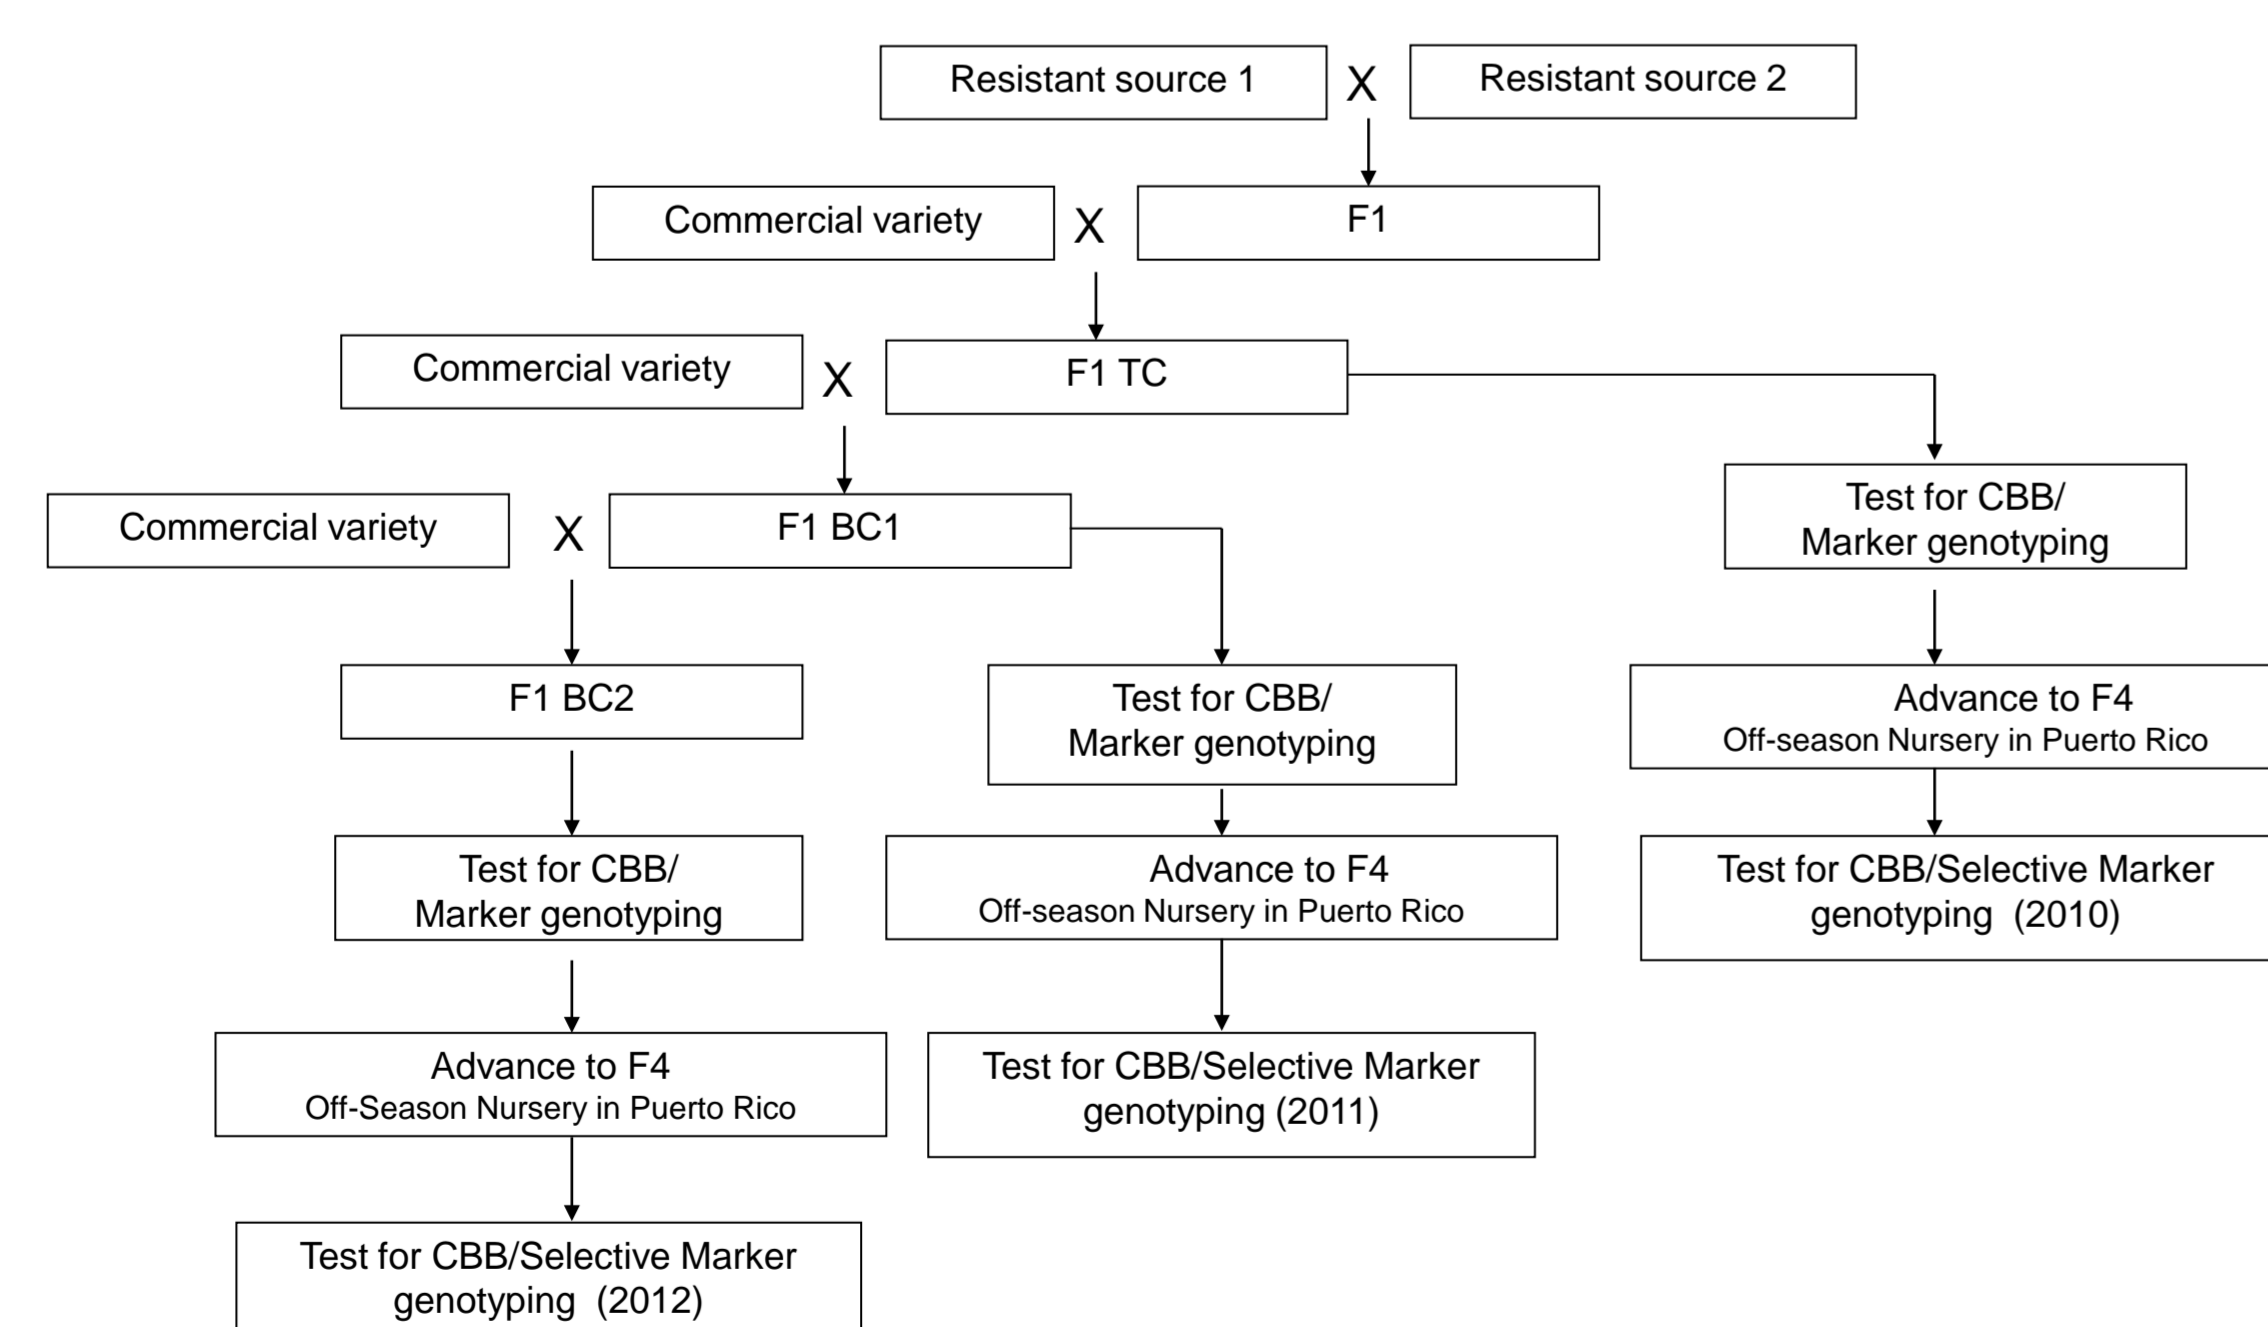 Resistant source 1
X
Resistant source 2
Commercial variety
X
F1
Commercial variety
X
F1 TC
Commercial variety
X
F1 BC1
Test for CBB/
Marker genotyping
F1 BC2
Test for CBB/
Marker genotyping
Advance to F4
Off-season Nursery in Puerto Rico
Test for CBB/
Marker genotyping
Advance to F4
Off-season Nursery in Puerto Rico
Test for CBB/Selective Marker
genotyping (2010)
Advance to F4
Off-Season Nursery in Puerto Rico
Test for CBB/Selective Marker
genotyping (2011)
Test for CBB/Selective Marker
genotyping (2012)